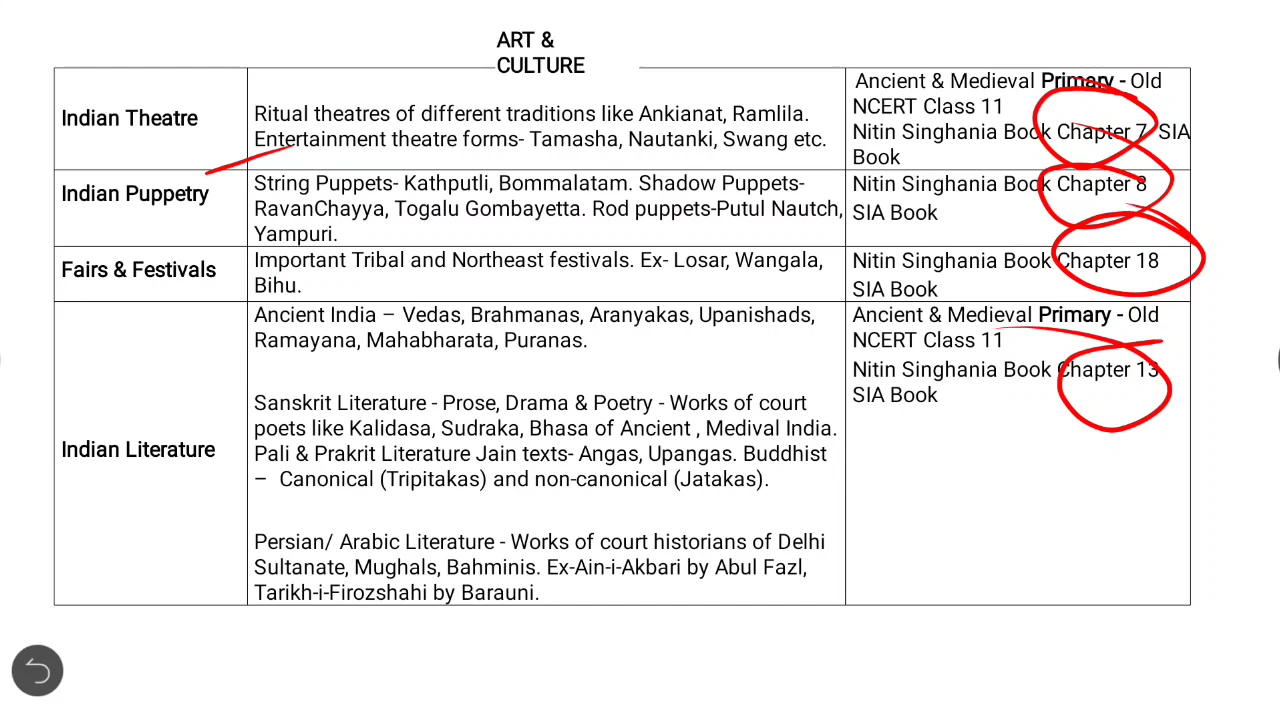 ART &
CULTURE
Indian Theatre
Ritual theatres of different traditions like Ankianat, Ramlila.
Entertainment theatre forms- Tamasha, Nautanki, Swang etc.
Ancient & Medieval Primary - Old
NCERT Class 11
Nitin Singhania Book Chapter 7 SIA
Book
Indian Puppetry
String Puppets- Kathputli, Bommalatam. Shadow Puppets-
RavanChayya, Togalu Gombayetta. Rod puppets-Putul Nautch,
Yampuri.
Nitin Singhania Book Chapter 8
SIA Book
Fairs & Festivals
Important Tribal and Northeast festivals. Ex- Losar, Wangala,
Bihu.
Nitin Singhania Book Chapter 18
SIA Book
Indian Literature
Ancient India – Vedas, Brahmanas, Aranyakas, Upanishads,
Ramayana, Mahabharata, Puranas.
Sanskrit Literature - Prose, Drama & Poetry - Works of court
poets like Kalidasa, Sudraka, Bhasa of Ancient , Medival India.
Pali & Prakrit Literature Jain texts- Angas, Upangas. Buddhist
– Canonical (Tripitakas) and non-canonical (Jatakas).
Persian/ Arabic Literature - Works of court historians of Delhi
Sultanate, Mughals, Bahminis. Ex-Ain-i-Akbari by Abul Fazl,
Tarikh-i-Firozshahi by Barauni.
Ancient & Medieval Primary - Old
NCERT Class 11
Nitin Singhania Book Chapter 13
SIA Book